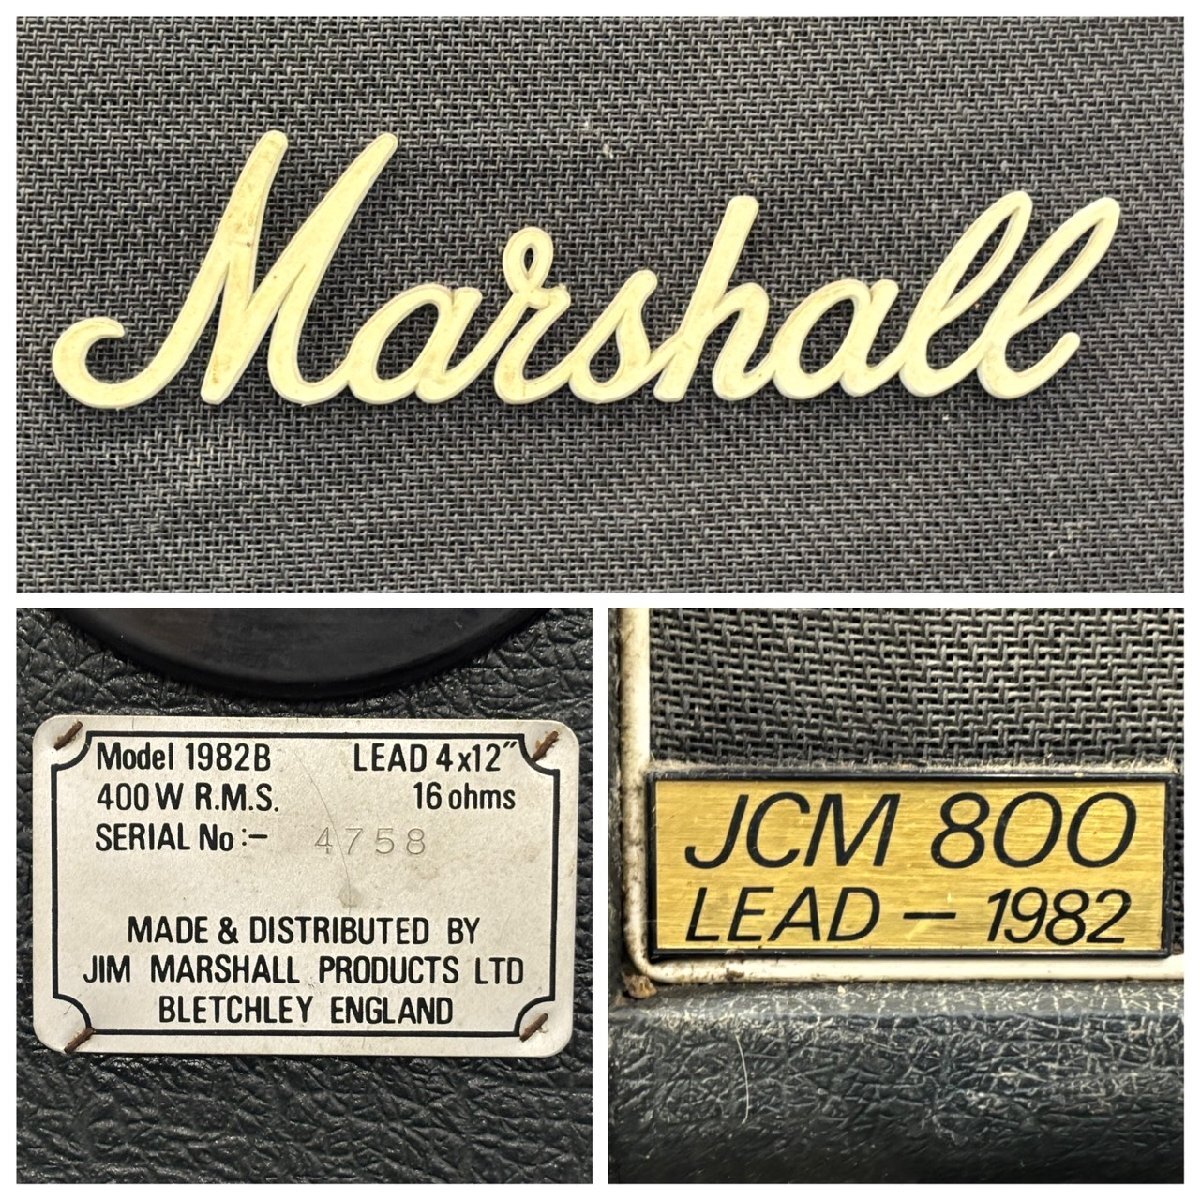 Marshall
Model 1982B LEAD 4x12"
400W R.M.S. 16 ohms
SERIAL No :- 4758
MADE & DISTRIBUTED BY
JIM MARSHALL PRODUCTS LTD
BLETCHLEY ENGLAND
JCM 800
LEAD – 1982